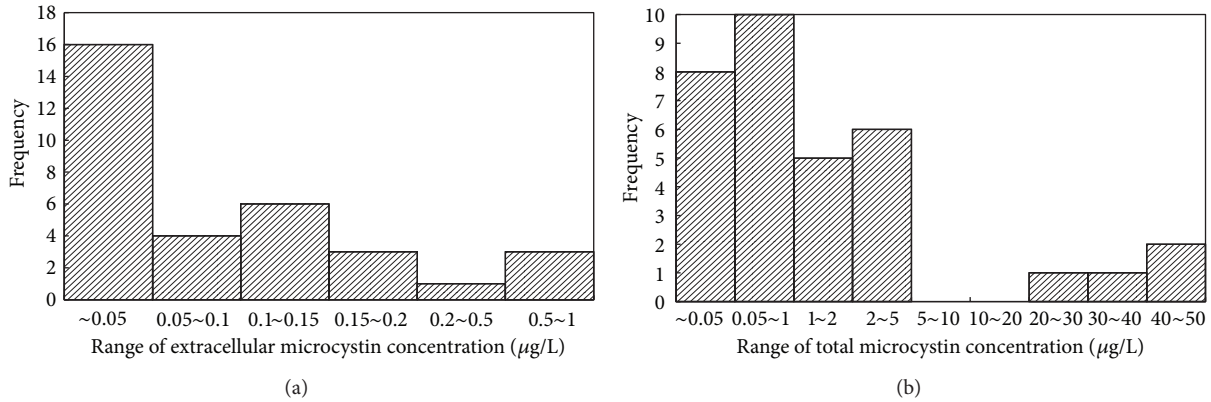 18
16
14
12
10
8
6
4
2
0
Frequency
~0.05 0.05~0.1 0.1~0.15 0.15~0.2 0.2~0.5 0.5~1
Range of extracellular microcystin concentration (μg/L)
(a)
10
9
8
7
6
5
4
3
2
1
0
Frequency
~0.05 0.05~1 1~2 2~5 5~10 10~20 20~30 30~40 40~50
Range of total microcystin concentration (μg/L)
(b)